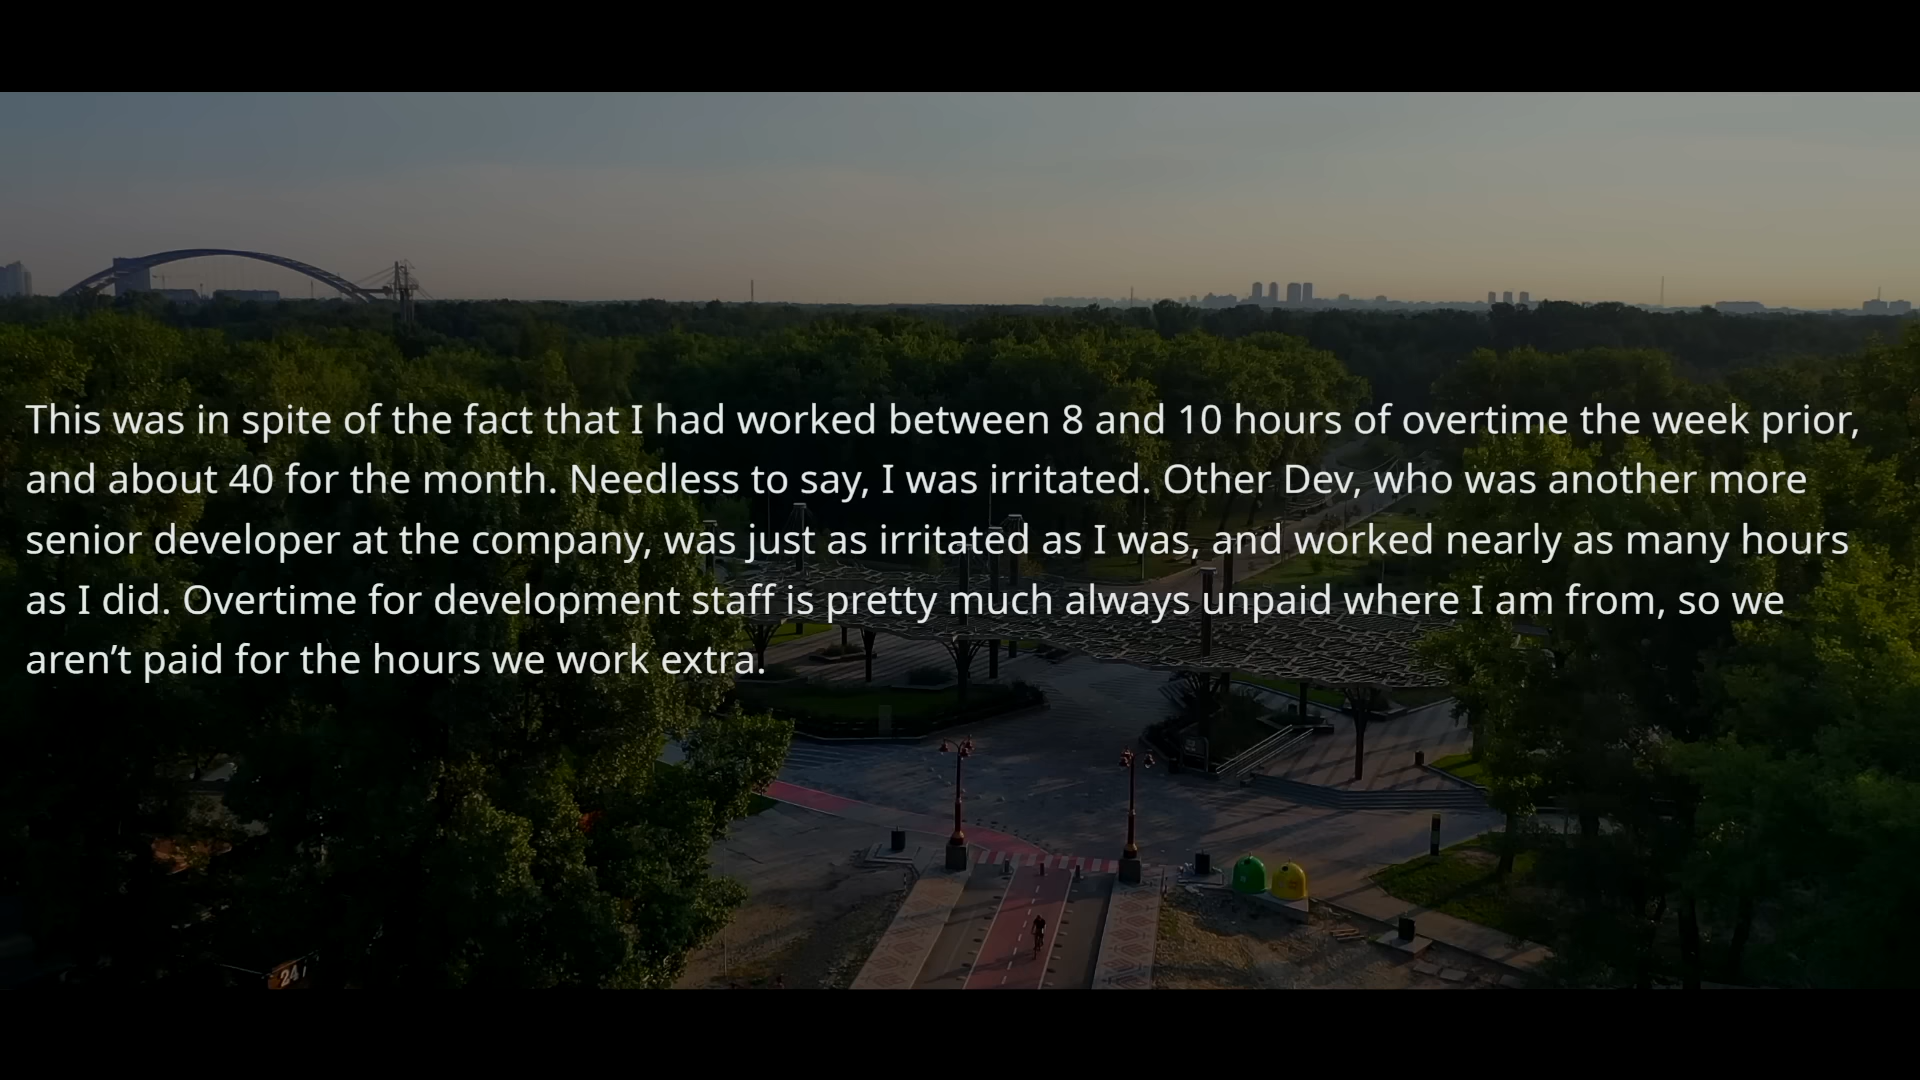 This was in spite of the fact that I had worked between 8 and 10 hours of overtime the week prior,
and about 40 for the month. Needless to say, I was irritated. Other Dev, who was another more
senior developer at the company, was just as irritated as I was, and worked nearly as many hours
as I did. Overtime for development staff is pretty much always unpaid where I am from, so we
aren’t paid for the hours we work extra.
24